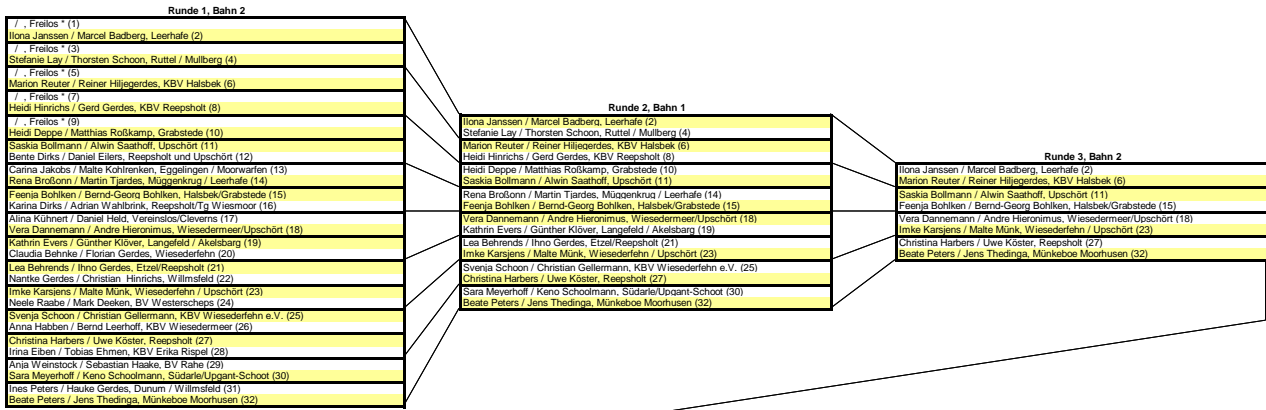 Runde 1, Bahn 2
/ , Freilos * (1)
Ilona Janssen / Marcel Badberg, Leerhafe (2)
/ , Freilos * (3)
Stefanie Lay / Thorsten Schoon, Ruttel / Mullberg (4)
/ , Freilos * (5)
Marion Reuter / Reiner Hiljegerdes, KBV Halsbek (6)
/ , Freilos * (7)
Heidi Hinrichs / Gerd Gerdes, KBV Reepsholt (8)
/ , Freilos * (9)
Heidi Deppe / Matthias Roßkamp, Grabstede (10)
Saskia Bollmann / Alwin Saathoff, Upschört (11)
Bente Dirks / Daniel Eilers, Reepsholt und Upschört (12)
Carina Jakobs / Malte Kohlrenken, Eggelingen / Moorwarfen (13)
Rena Broßonn / Martin Tjardes, Müggenkrug / Leerhafe (14)
Feenja Bohlken / Bernd-Georg Bohlken, Halsbek/Grabstede (15)
Karina Dirks / Adrian Wahlbrink, Reepsholt/Tg Wiesmoor (16)
Alina Kühnert / Daniel Held, Vereinslos/Cleverns (17)
Vera Dannemann / Andre Hieronimus, Wiesedermeer/Upschört (18)
Kathrin Evers / Günther Klöver, Langefeld / Akelsbarg (19)
Claudia Behnke / Florian Gerdes, Wiesederfehn (20)
Lea Behrends / Ihno Gerdes, Etzel/Reepsholt (21)
Nantke Gerdes / Christian Hinrichs, Willmsfeld (22)
Imke Karsjens / Malte Münk, Wiesederfehn / Upschört (23)
Neele Raabe / Mark Deeken, BV Westerscheps (24)
Svenja Schoon / Christian Gellermann, KBV Wiesederfehn e.V. (25)
Anna Habben / Bernd Leerhoff, KBV Wiesedermeer (26)
Christina Harbers / Uwe Köster, Reepsholt (27)
Irina Eiben / Tobias Ehmen, KBV Erika Rispel (28)
Anja Weinstock / Sebastian Haake, BV Rahe (29)
Sara Meyerhoff / Keno Schoolmann, Südarle/Upgant-Schoot (30)
Ines Peters / Hauke Gerdes, Dunum / Willmsfeld (31)
Beate Peters / Jens Thedinga, Münkeboe Moorhusen (32)
Runde 2, Bahn 1
Ilona Janssen / Marcel Badberg, Leerhafe (2)
Stefanie Lay / Thorsten Schoon, Ruttel / Mullberg (4)
Marion Reuter / Reiner Hiljegerdes, KBV Halsbek (6)
Heidi Hinrichs / Gerd Gerdes, KBV Reepsholt (8)
Heidi Deppe / Matthias Roßkamp, Grabstede (10)
Saskia Bollmann / Alwin Saathoff, Upschört (11)
Rena Broßonn / Martin Tjardes, Müggenkrug / Leerhafe (14)
Feenja Bohlken / Bernd-Georg Bohlken, Halsbek/Grabstede (15)
Vera Dannemann / Andre Hieronimus, Wiesedermeer/Upschört (18)
Kathrin Evers / Günther Klöver, Langefeld / Akelsbarg (19)
Lea Behrends / Ihno Gerdes, Etzel/Reepsholt (21)
Imke Karsjens / Malte Münk, Wiesederfehn / Upschört (23)
Svenja Schoon / Christian Gellermann, KBV Wiesederfehn e.V. (25)
Christina Harbers / Uwe Köster, Reepsholt (27)
Sara Meyerhoff / Keno Schoolmann, Südarle/Upgant-Schoot (30)
Beate Peters / Jens Thedinga, Münkeboe Moorhusen (32)
Runde 3, Bahn 2
Ilona Janssen / Marcel Badberg, Leerhafe (2)
Marion Reuter / Reiner Hiljegerdes, KBV Halsbek (6)
Saskia Bollmann / Alwin Saathoff, Upschört (11)
Feenja Bohlken / Bernd-Georg Bohlken, Halsbek/Grabstede (15)
Vera Dannemann / Andre Hieronimus, Wiesedermeer/Upschört (18)
Imke Karsjens / Malte Münk, Wiesederfehn / Upschört (23)
Christina Harbers / Uwe Köster, Reepsholt (27)
Beate Peters / Jens Thedinga, Münkeboe Moorhusen (32)